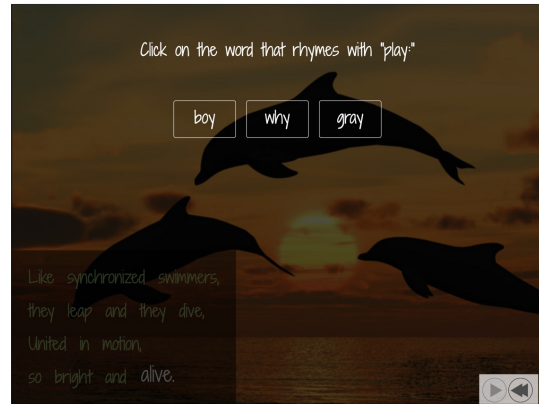 Click on the word that rhymes with "play:"
boy why gray
Like synchronized swimmers,
they leap and they dive,
United in motion,
so bright and alive.